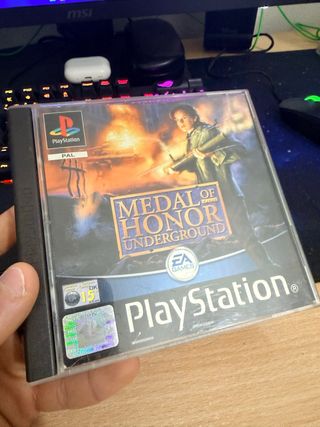 msi
PlayStation
PAL
MEDAL OF
HONOR
UNDERGROUND
EA
GAMES
15
PlayStation®